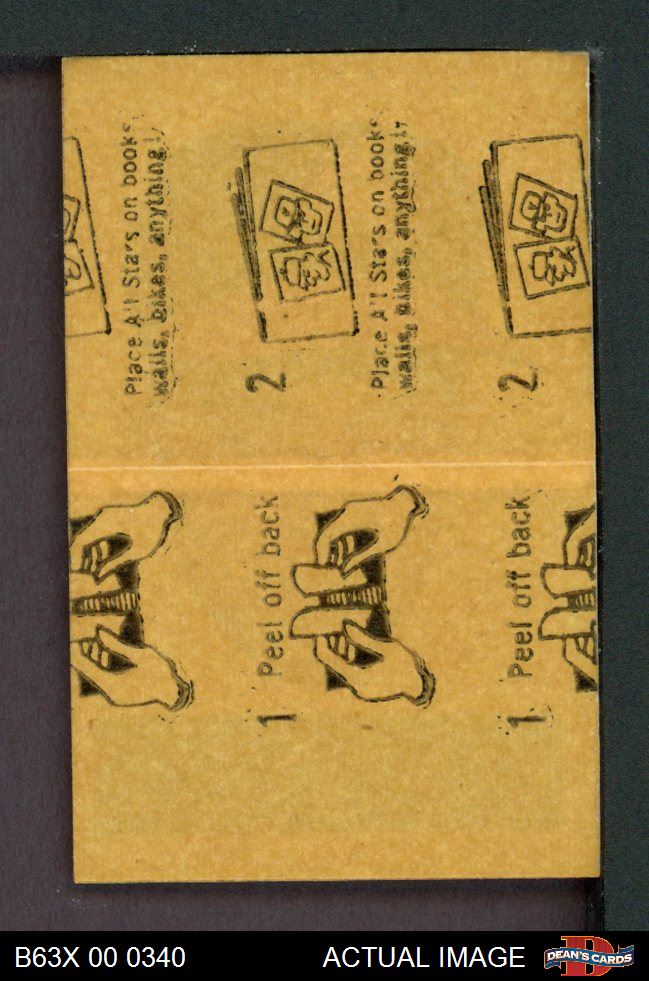 Place All Stars on books
walls, bikes, anything!
2
Place All Stars on books
walls, bikes, anything!
2
1 Peel off back
1 Peel off back
B63X 00 0340
ACTUAL IMAGE
DEAN'S CARDS